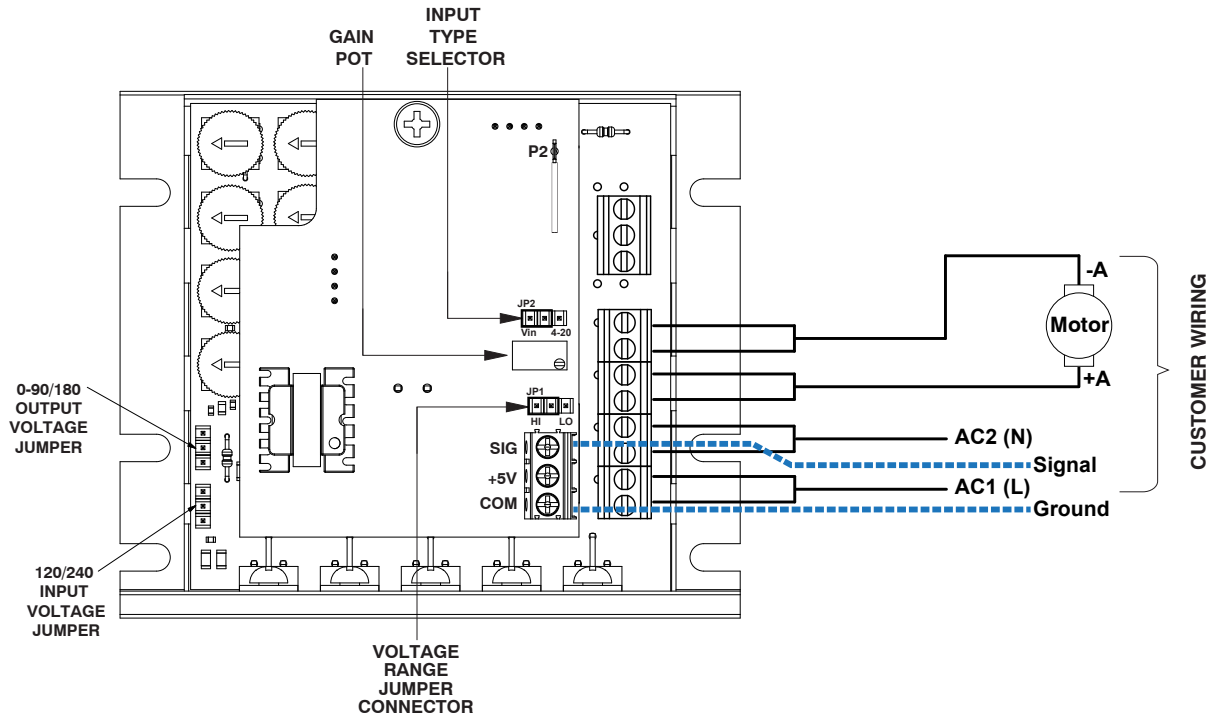 INPUT
TYPE
SELECTOR
GAIN
POT
P2
JP2
Vin 4-20
JP1
HI LO
SIG
+5V
COM
0-90/180
OUTPUT
VOLTAGE
JUMPER
120/240
INPUT
VOLTAGE
JUMPER
VOLTAGE
RANGE
JUMPER
CONNECTOR
-A
Motor
+A
AC2 (N)
Signal
AC1 (L)
Ground
CUSTOMER WIRING